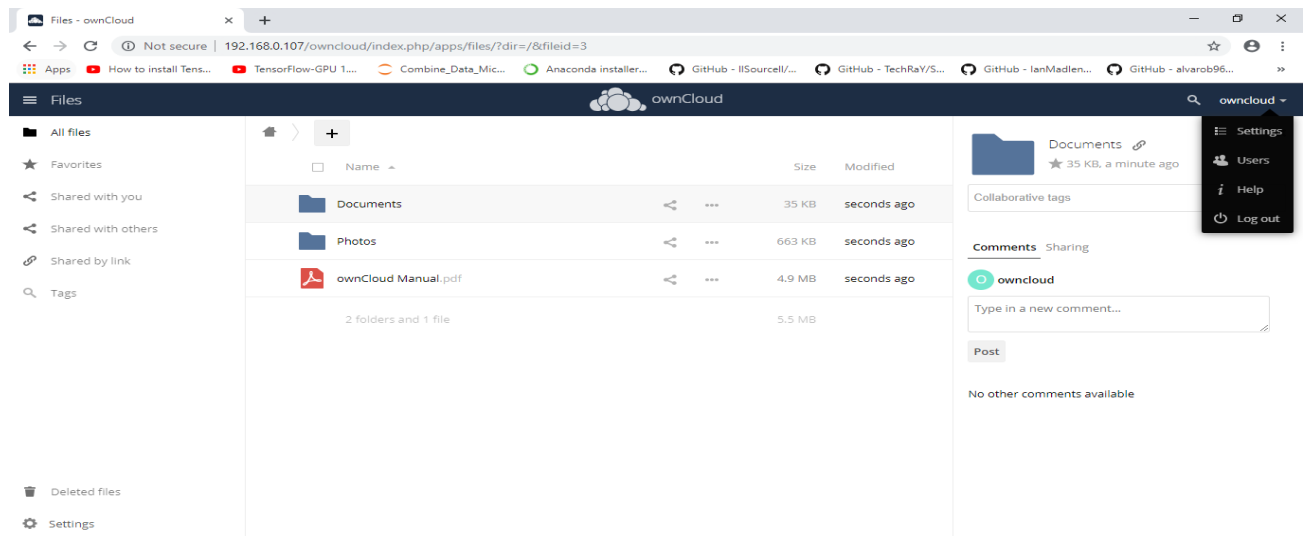 Files - ownCloud
Not secure | 192.168.0.107/owncloud/index.php/apps/files/?dir=/&fileid=3
Apps How to install Tens... TensorFlow-GPU 1.... Combine_Data_Mic... Anaconda installer... GitHub - llSourcell/... GitHub - TechRaY/S... GitHub - IanMadlen... GitHub - alvarob96...
Files ownCloud owncloud
All files
Favorites
Shared with you
Shared with others
Shared by link
Tags
Deleted files
Settings
Name Size Modified
Documents 35 KB seconds ago
Photos 663 KB seconds ago
ownCloud Manual.pdf 4.9 MB seconds ago
2 folders and 1 file 5.5 MB
Documents
35 KB, a minute ago
Collaborative tags
Comments Sharing
O owncloud
Type in a new comment...
Post
No other comments available
Settings
Users
Help
Log out